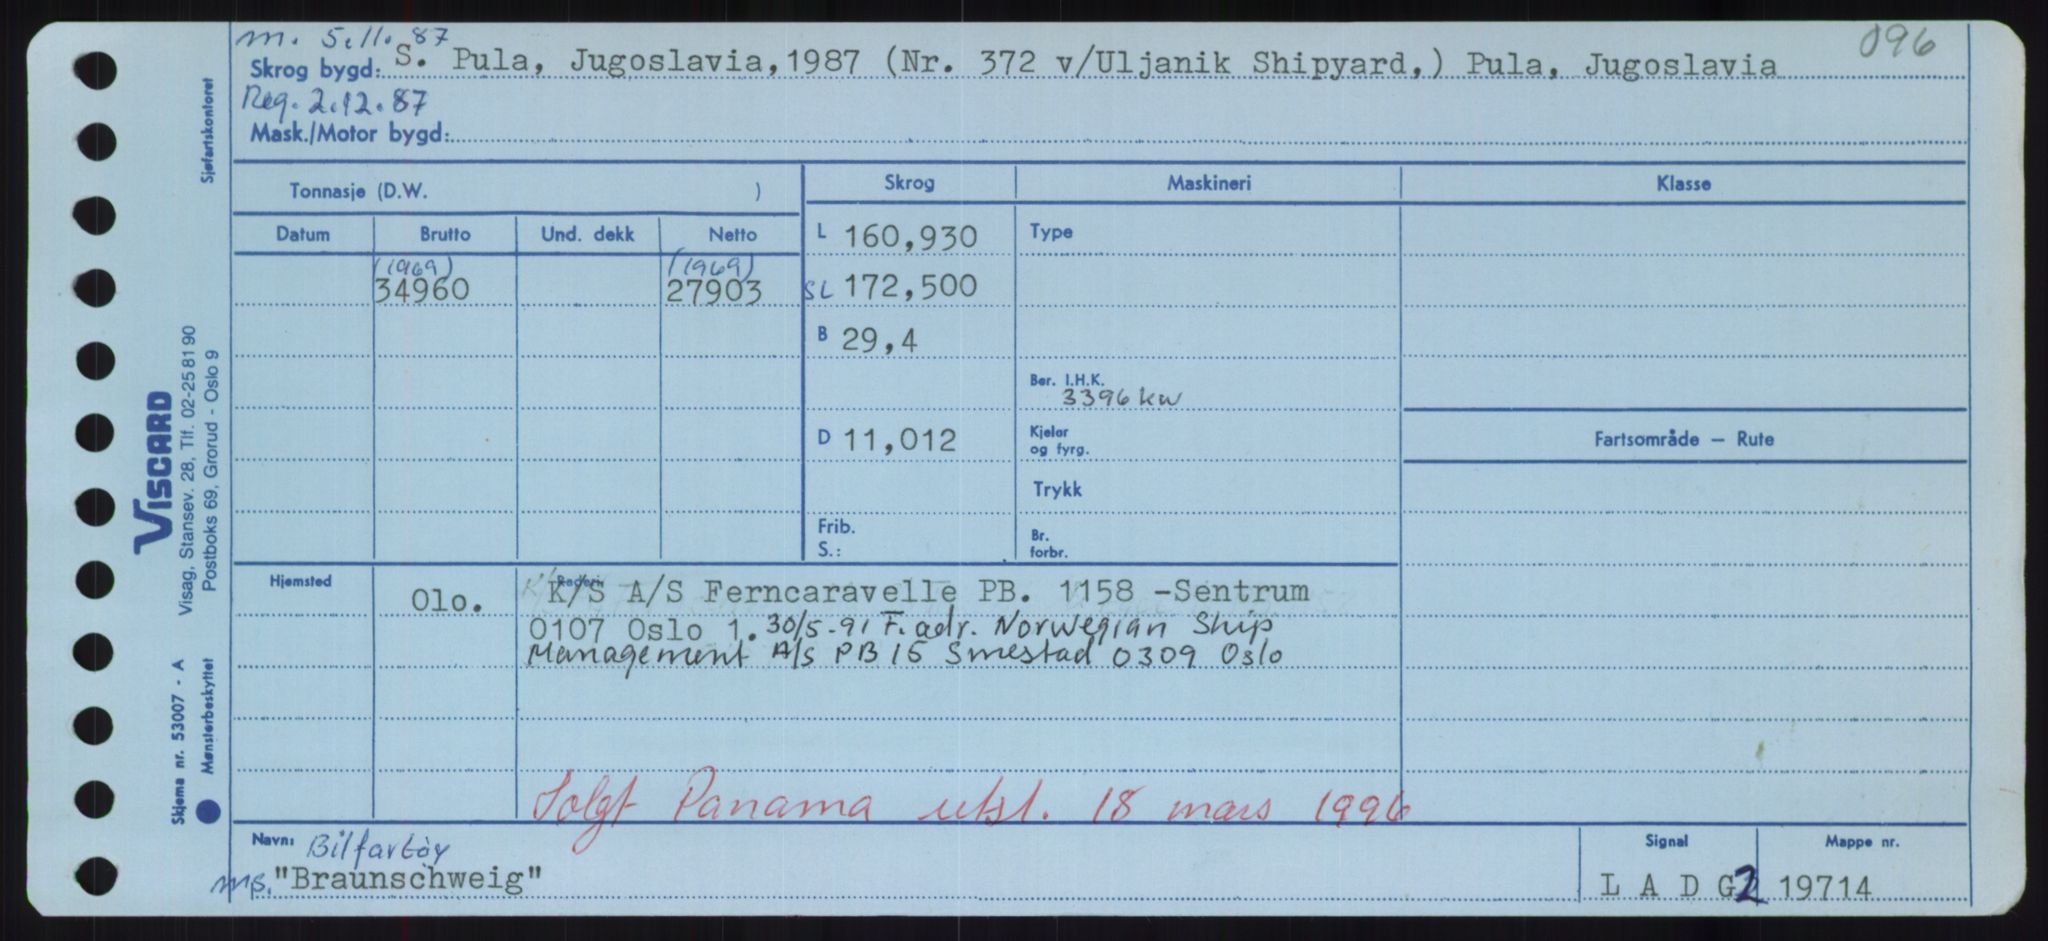 m. 5.11.87
096
Skrog bygd: S. Pula, Jugoslavia, 1987 (Nr. 372 v/Uljanik Shipyard,) Pula, Jugoslavia
Reg. 2.12.87
Mask./Motor bygd:
Tonnasje (D.W. )
Skrog Maskineri Klasse
Datum Brutto Und. dekk Netto
L 160,930 Type
(1969) (1969)
34960 27903
SL 172,500
B 29,4
Ber. I.H.K.
3396 kw
D 11,012
Kjeler
og fyrg.
Fartsområde — Rute
Trykk
Frib.
S.:
Br.
forbr.
Hjemsted Rederi
Olo. K/S A/S Ferncaravelle PB. 1158 -Sentrum
0107 Oslo 1. 30/5-91 F. adr. Norwegian Ship
Management A/S PB 15 Smestad 0309 Oslo
Solgt Panama utst. 18 mars 1996
Navn: Bilfartøy
ms. "Braunschweig"
Signal Mappe nr.
L A D G2 19714
Sjøfartskontoret
VISCARD
Visag, Stansev. 28, Tlf. 02-25 81 90
Postboks 69, Grorud - Oslo 9
Skjema nr. 53007 - A
Mønsterbeskyttet